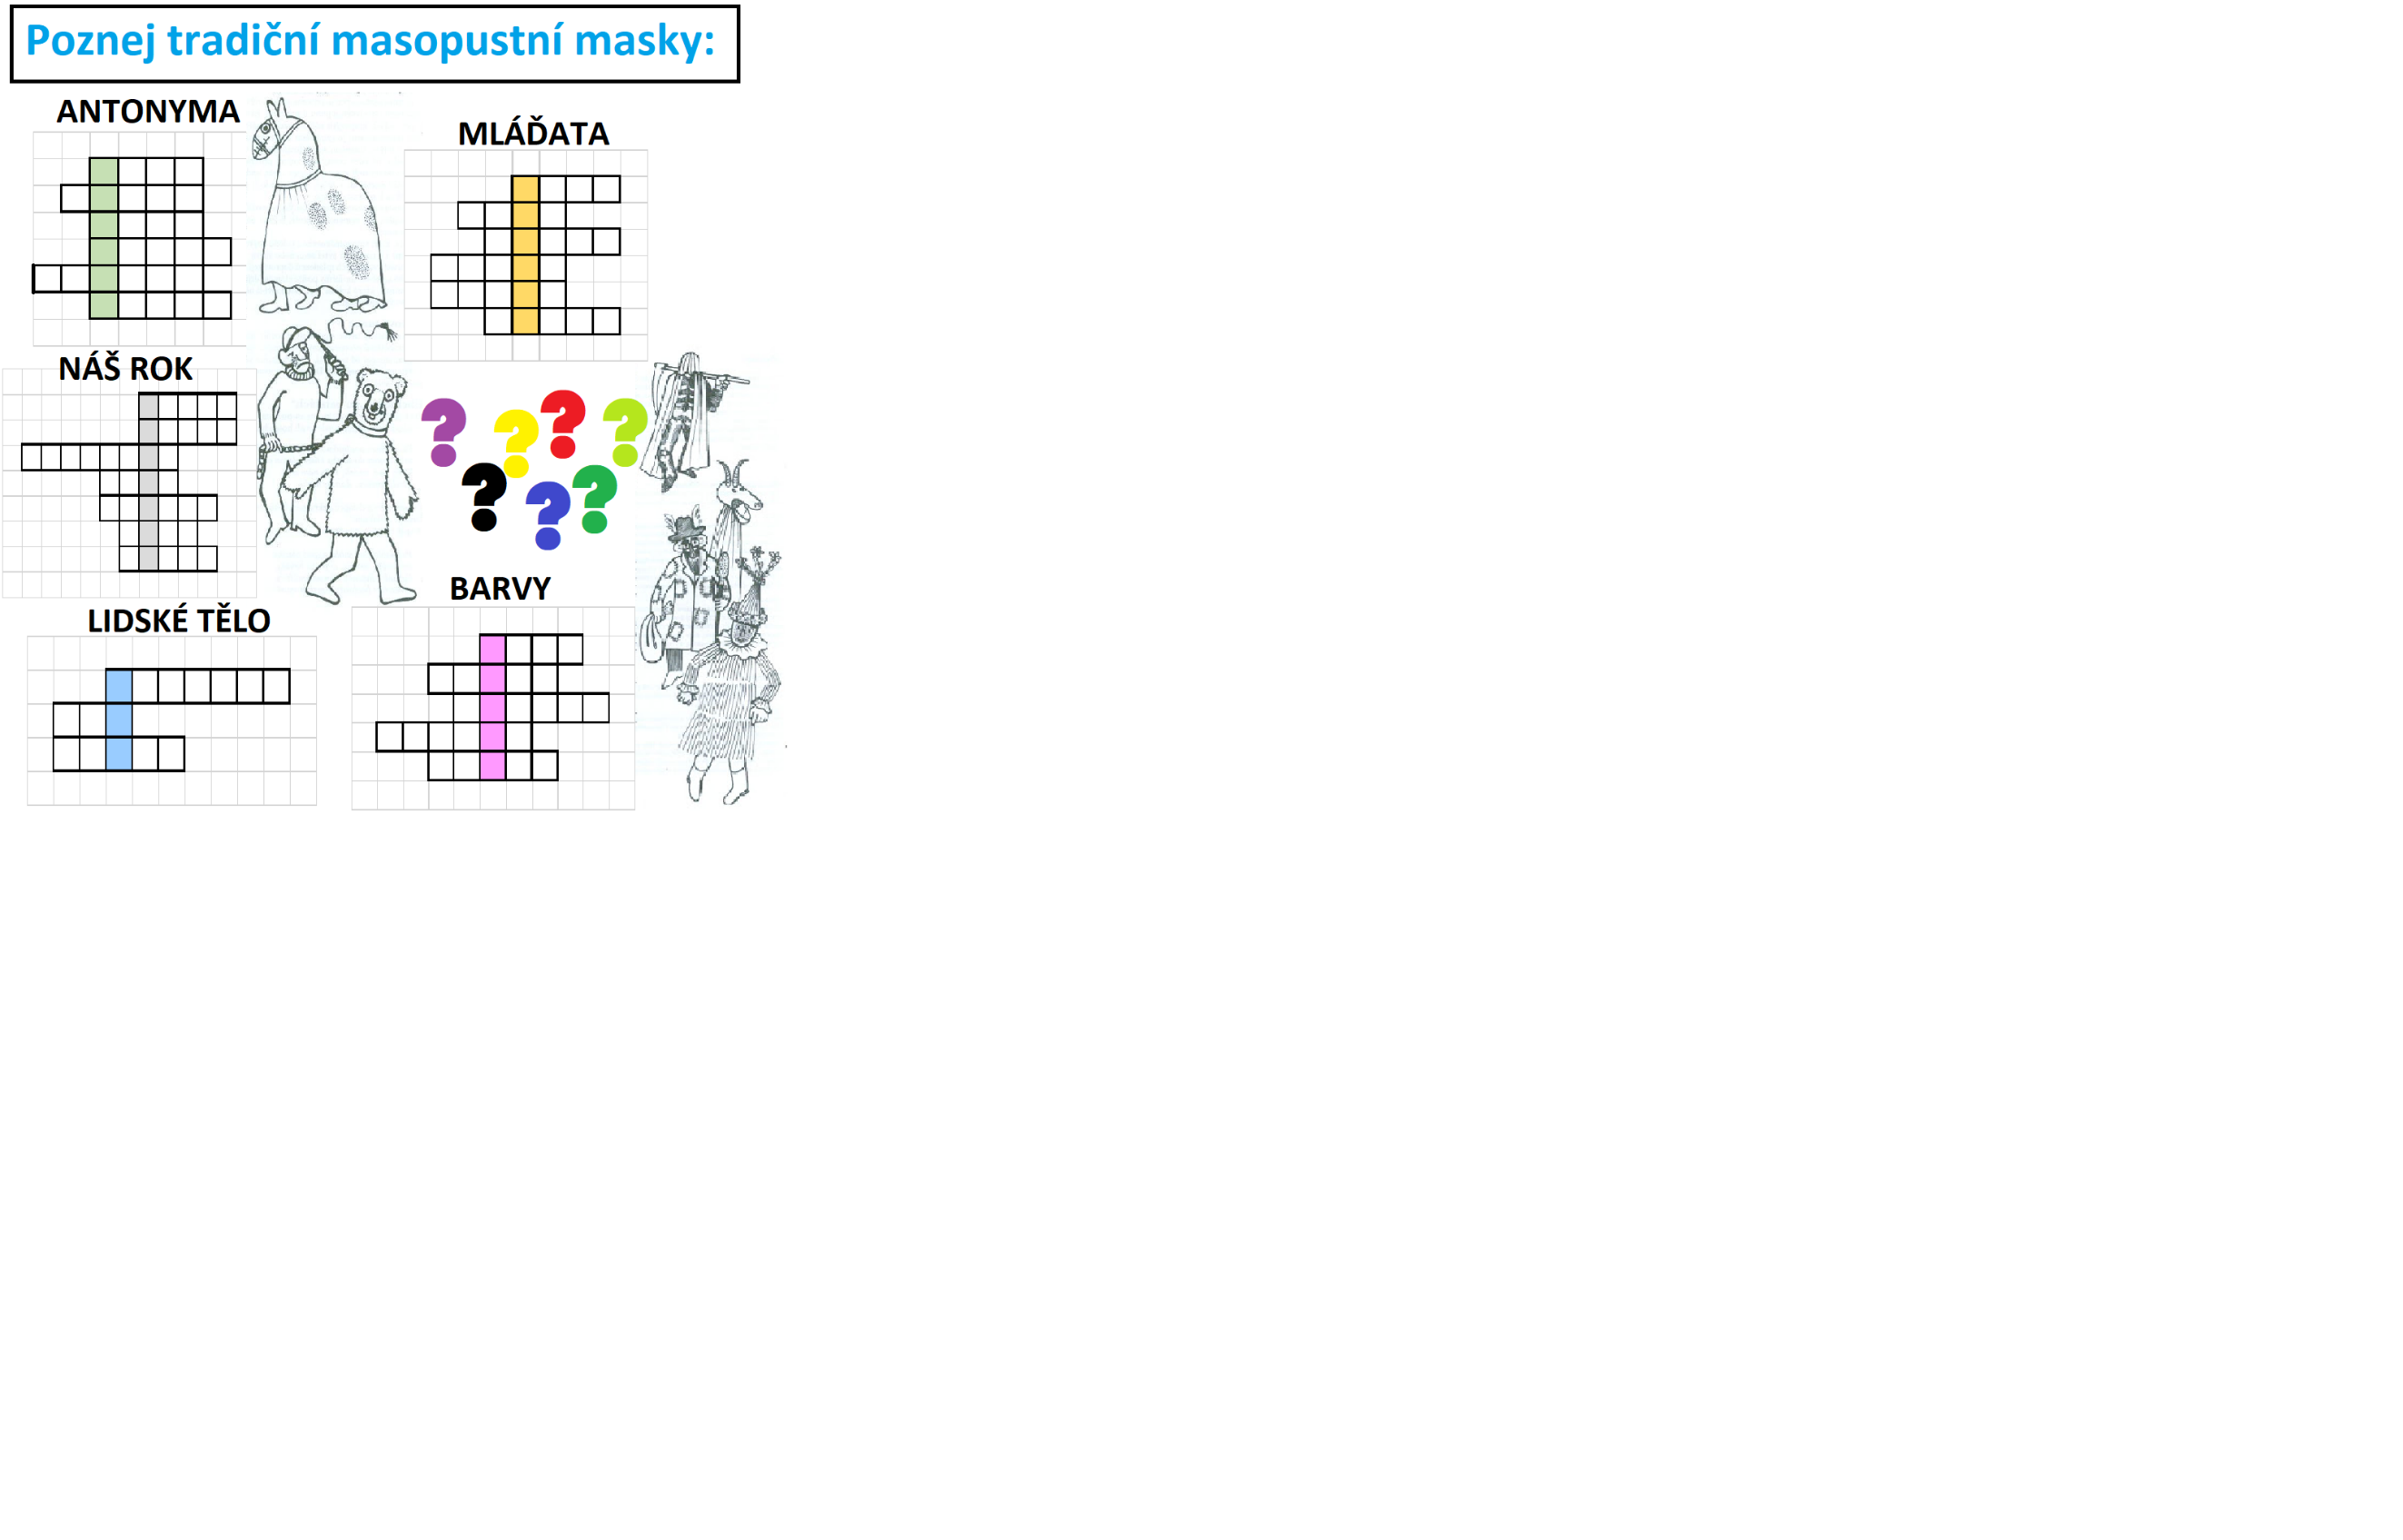 Poznej tradiční masopustní masky:
ANTONYMA
MLÁĎATA
NÁŠ ROK
? ? ? ?
? ? ?
BARVY
LIDSKÉ TĚLO